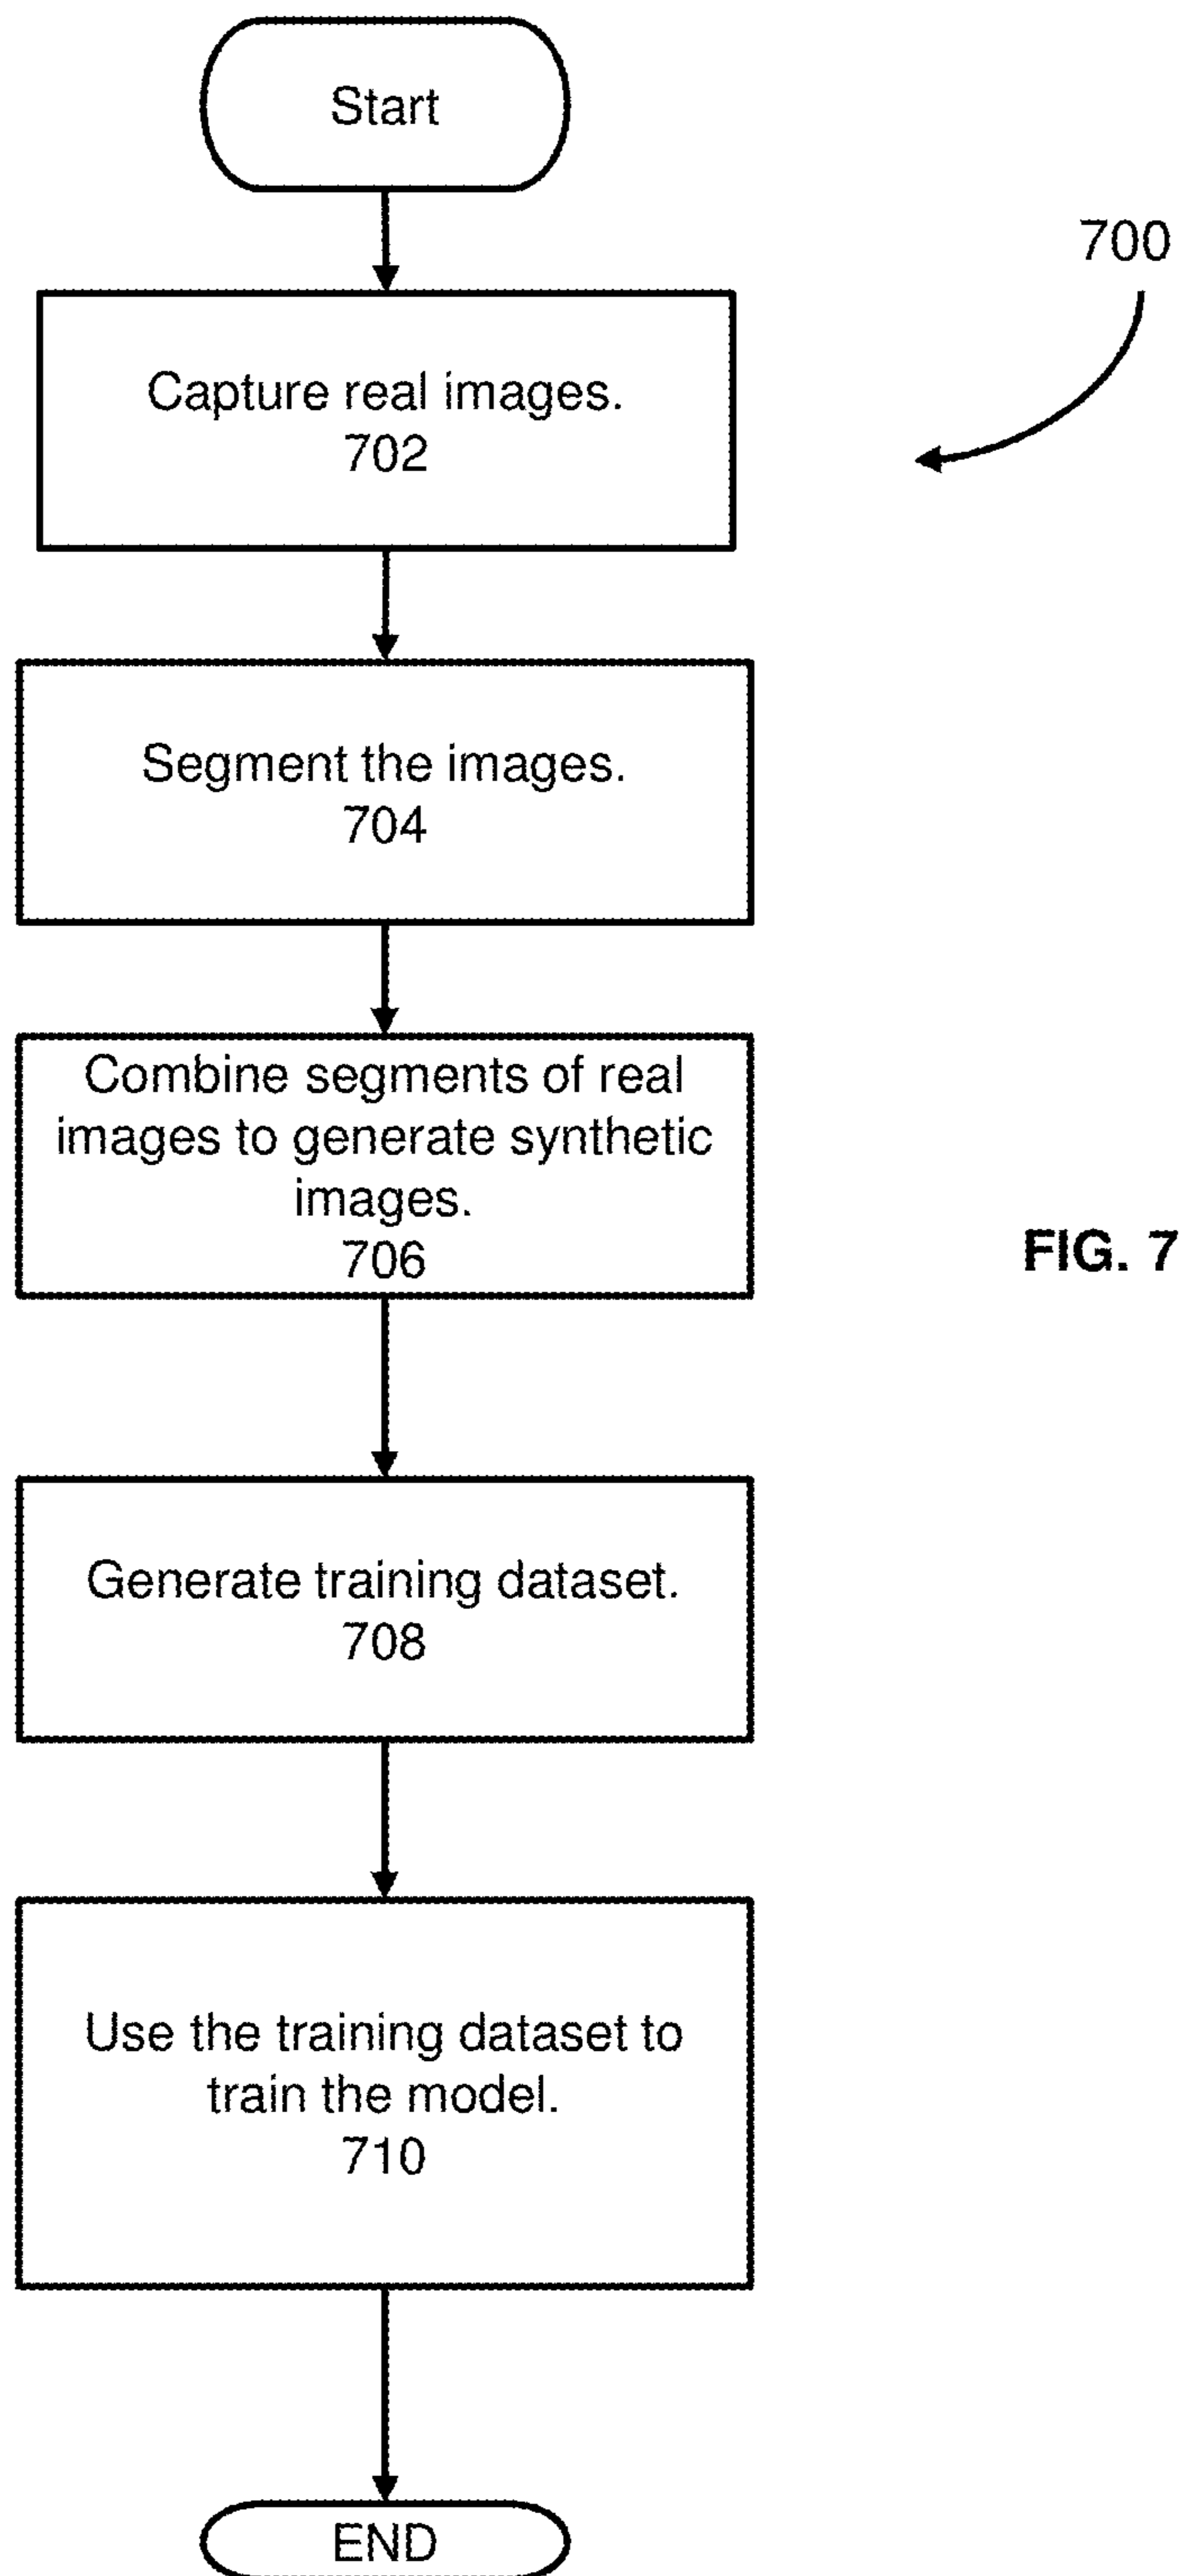 Start
700
Capture real images.
702
Segment the images.
704
Combine segments of real
images to generate synthetic
images.
706
FIG. 7
Generate training dataset.
708
Use the training dataset to
train the model.
710
END